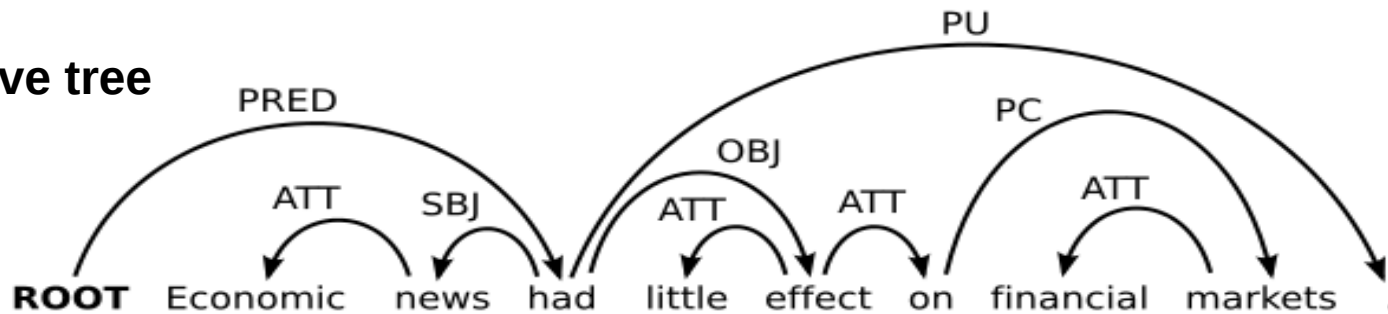 PU
ve tree
PRED
PC
OBJ
ATT
SBJ
ATT
ATT
ATT
ROOT Economic news had little effect on financial markets